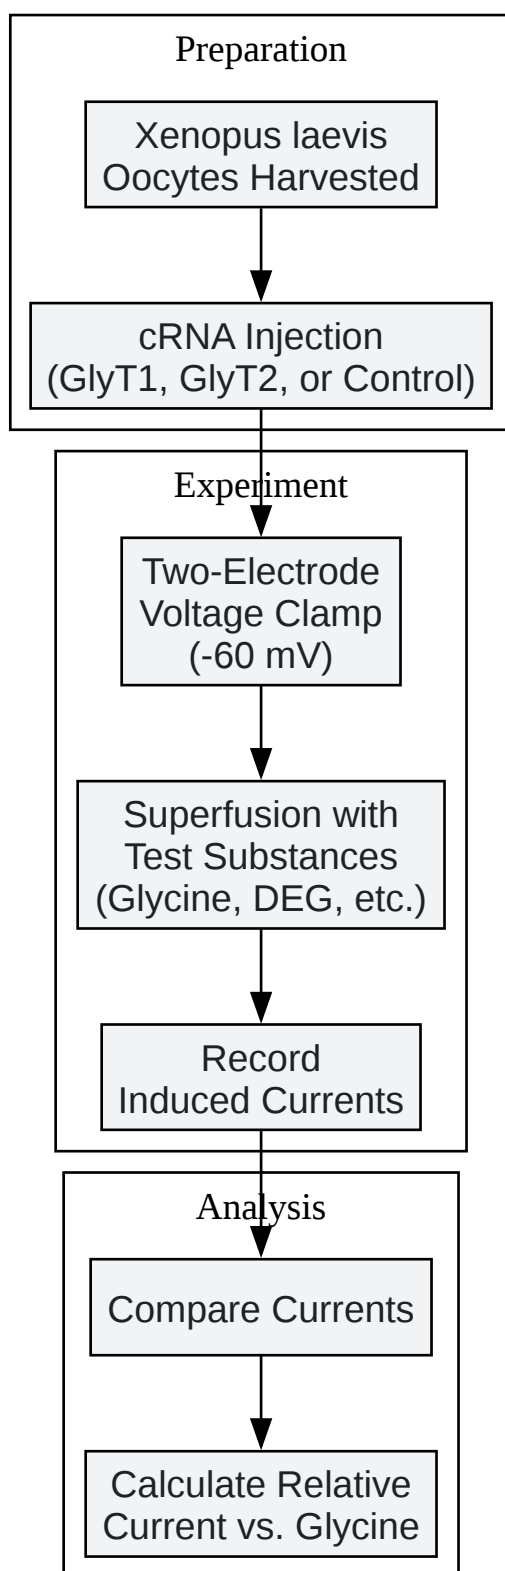 Preparation
Xenopus laevis
Oocytes Harvested
cRNA Injection
(GlyT1, GlyT2, or Control)
Experiment
Two-Electrode
Voltage Clamp
(-60 mV)
Superfusion with
Test Substances
(Glycine, DEG, etc.)
Record
Induced Currents
Analysis
Compare Currents
Calculate Relative
Current vs. Glycine